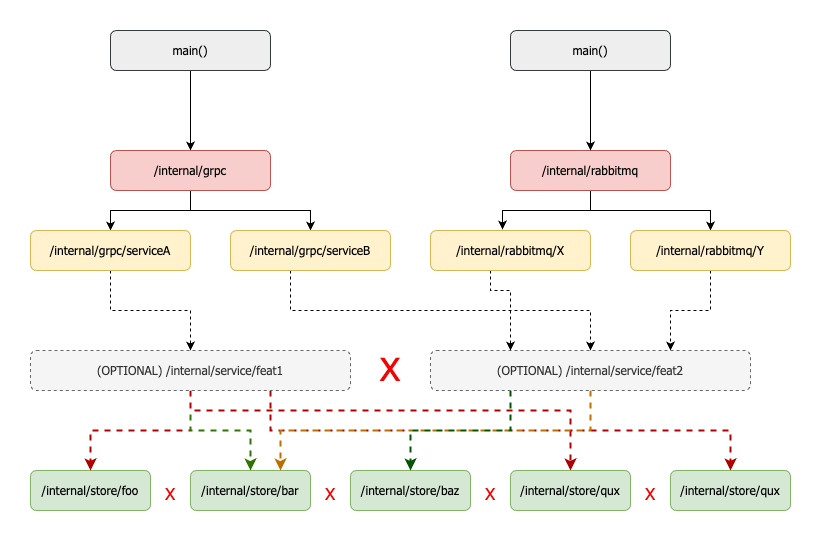 main()
main()
/internal/grpc
/internal/rabbitmq
/internal/grpc/serviceA
/internal/grpc/serviceB
/internal/rabbitmq/X
/internal/rabbitmq/Y
(OPTIONAL) /internal/service/feat1
X
(OPTIONAL) /internal/service/feat2
/internal/store/foo
X
/internal/store/bar
X
/internal/store/baz
X
/internal/store/qux
X
/internal/store/qux